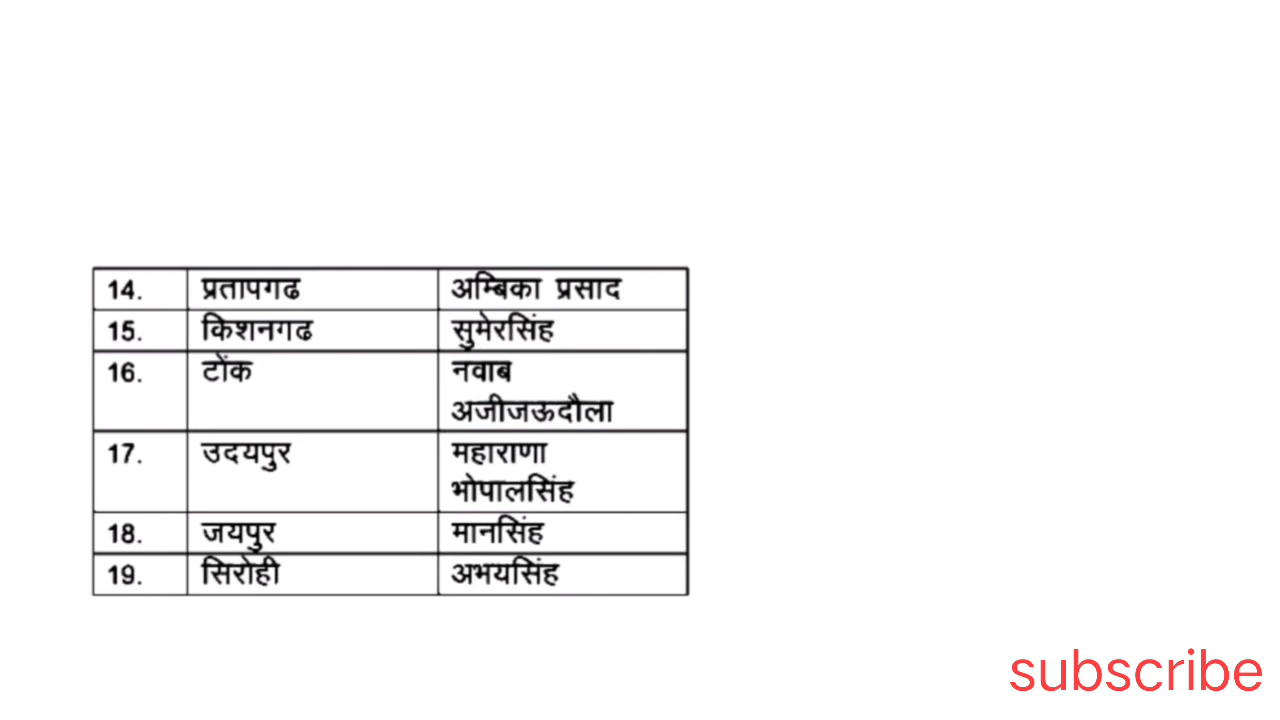 14. प्रतापगढ अम्बिका प्रसाद
15. किशनगढ सुमेरसिंह
16. टोंक नवाब
अजीजऊदौला
17. उदयपुर महाराणा
भोपालसिंह
18. जयपुर मानसिंह
19. सिरोही अभयसिंह
subscribe